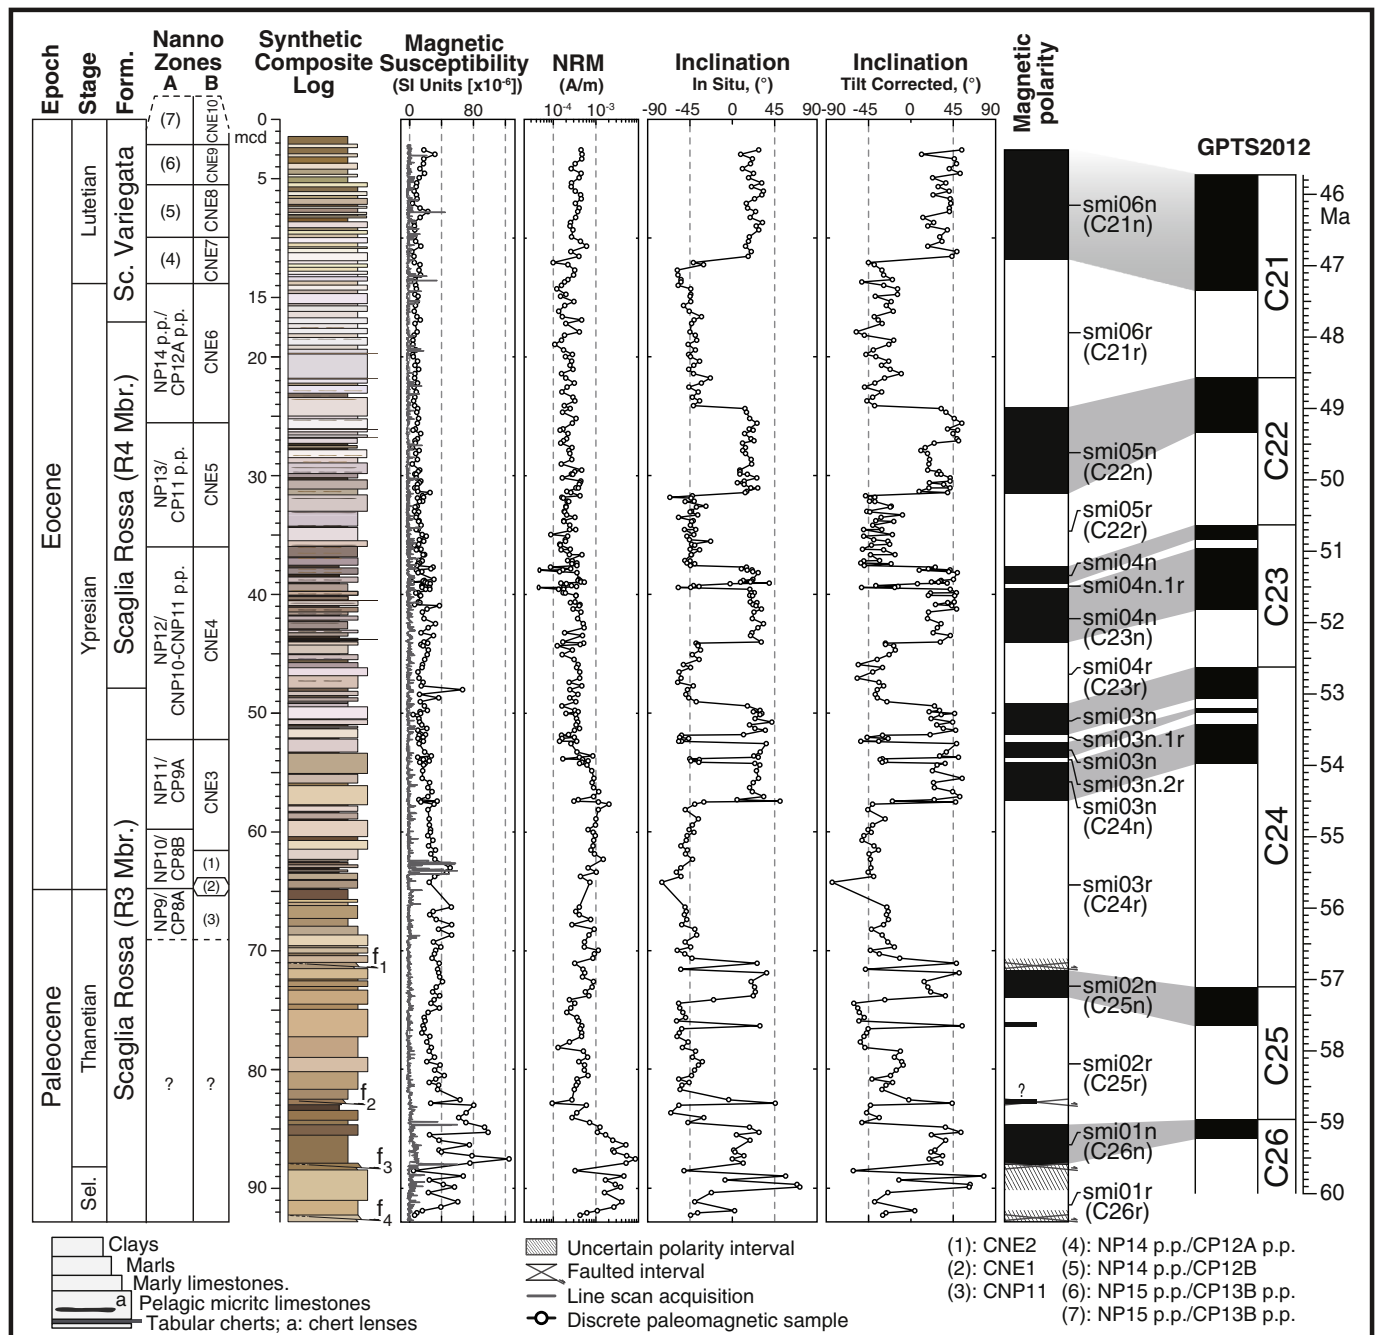 Epoch
Stage
Form.
Nanno
Zones
A
B
Synthetic
Composite
Log
Magnetic
Susceptibility
(SI Units [x10⁻⁶])
0
80
NRM
(A/m)
10⁻⁴
10⁻³
Inclination
In Situ, (°)
-90
-45
0
45
90
Inclination
Tilt Corrected, (°)
-90
-45
0
45
90
Magnetic
polarity
GPTS2012
Eocene
Paleocene
Lutetian
Ypresian
Thanetian
Sel.
Sc. Variegata
Scaglia Rossa (R4 Mbr.)
Scaglia Rossa (R3 Mbr.)
(7)
(6)
(5)
(4)
NP14 p.p./
CP12A p.p.
NP13/
CP11 p.p.
NP12/
CNP10-CNP11 p.p.
NP11/
CP9A
NP10/
CP8B
NP9/
CP8A
?
CNE10
CNE9
CNE8
CNE7
CNE6
CNE5
CNE4
CNE3
(1)
(2)
(3)
?
0
mcd
5
15
20
30
40
50
60
70
80
90
f1
f2
f3
f4
smi06n
(C21n)
smi06r
(C21r)
smi05n
(C22n)
smi05r
(C22r)
smi04n
smi04n.1r
smi04n
(C23n)
smi04r
(C23r)
smi03n
smi03n.1r
smi03n
smi03n.2r
smi03n
(C24n)
smi03r
(C24r)
smi02n
(C25n)
smi02r
(C25r)
?
smi01n
(C26n)
smi01r
(C26r)
C21
C22
C23
C24
C25
C26
46
Ma
47
48
49
50
51
52
53
54
55
56
57
58
59
60
Clays
Marls
Marly limestones.
a
Pelagic micritc limestones
Tabular cherts; a: chert lenses
Uncertain polarity interval
Faulted interval
Line scan acquisition
Discrete paleomagnetic sample
(1): CNE2
(2): CNE1
(3): CNP11
(4): NP14 p.p./CP12A p.p.
(5): NP14 p.p./CP12B
(6): NP15 p.p./CP13B p.p.
(7): NP15 p.p./CP13B p.p.